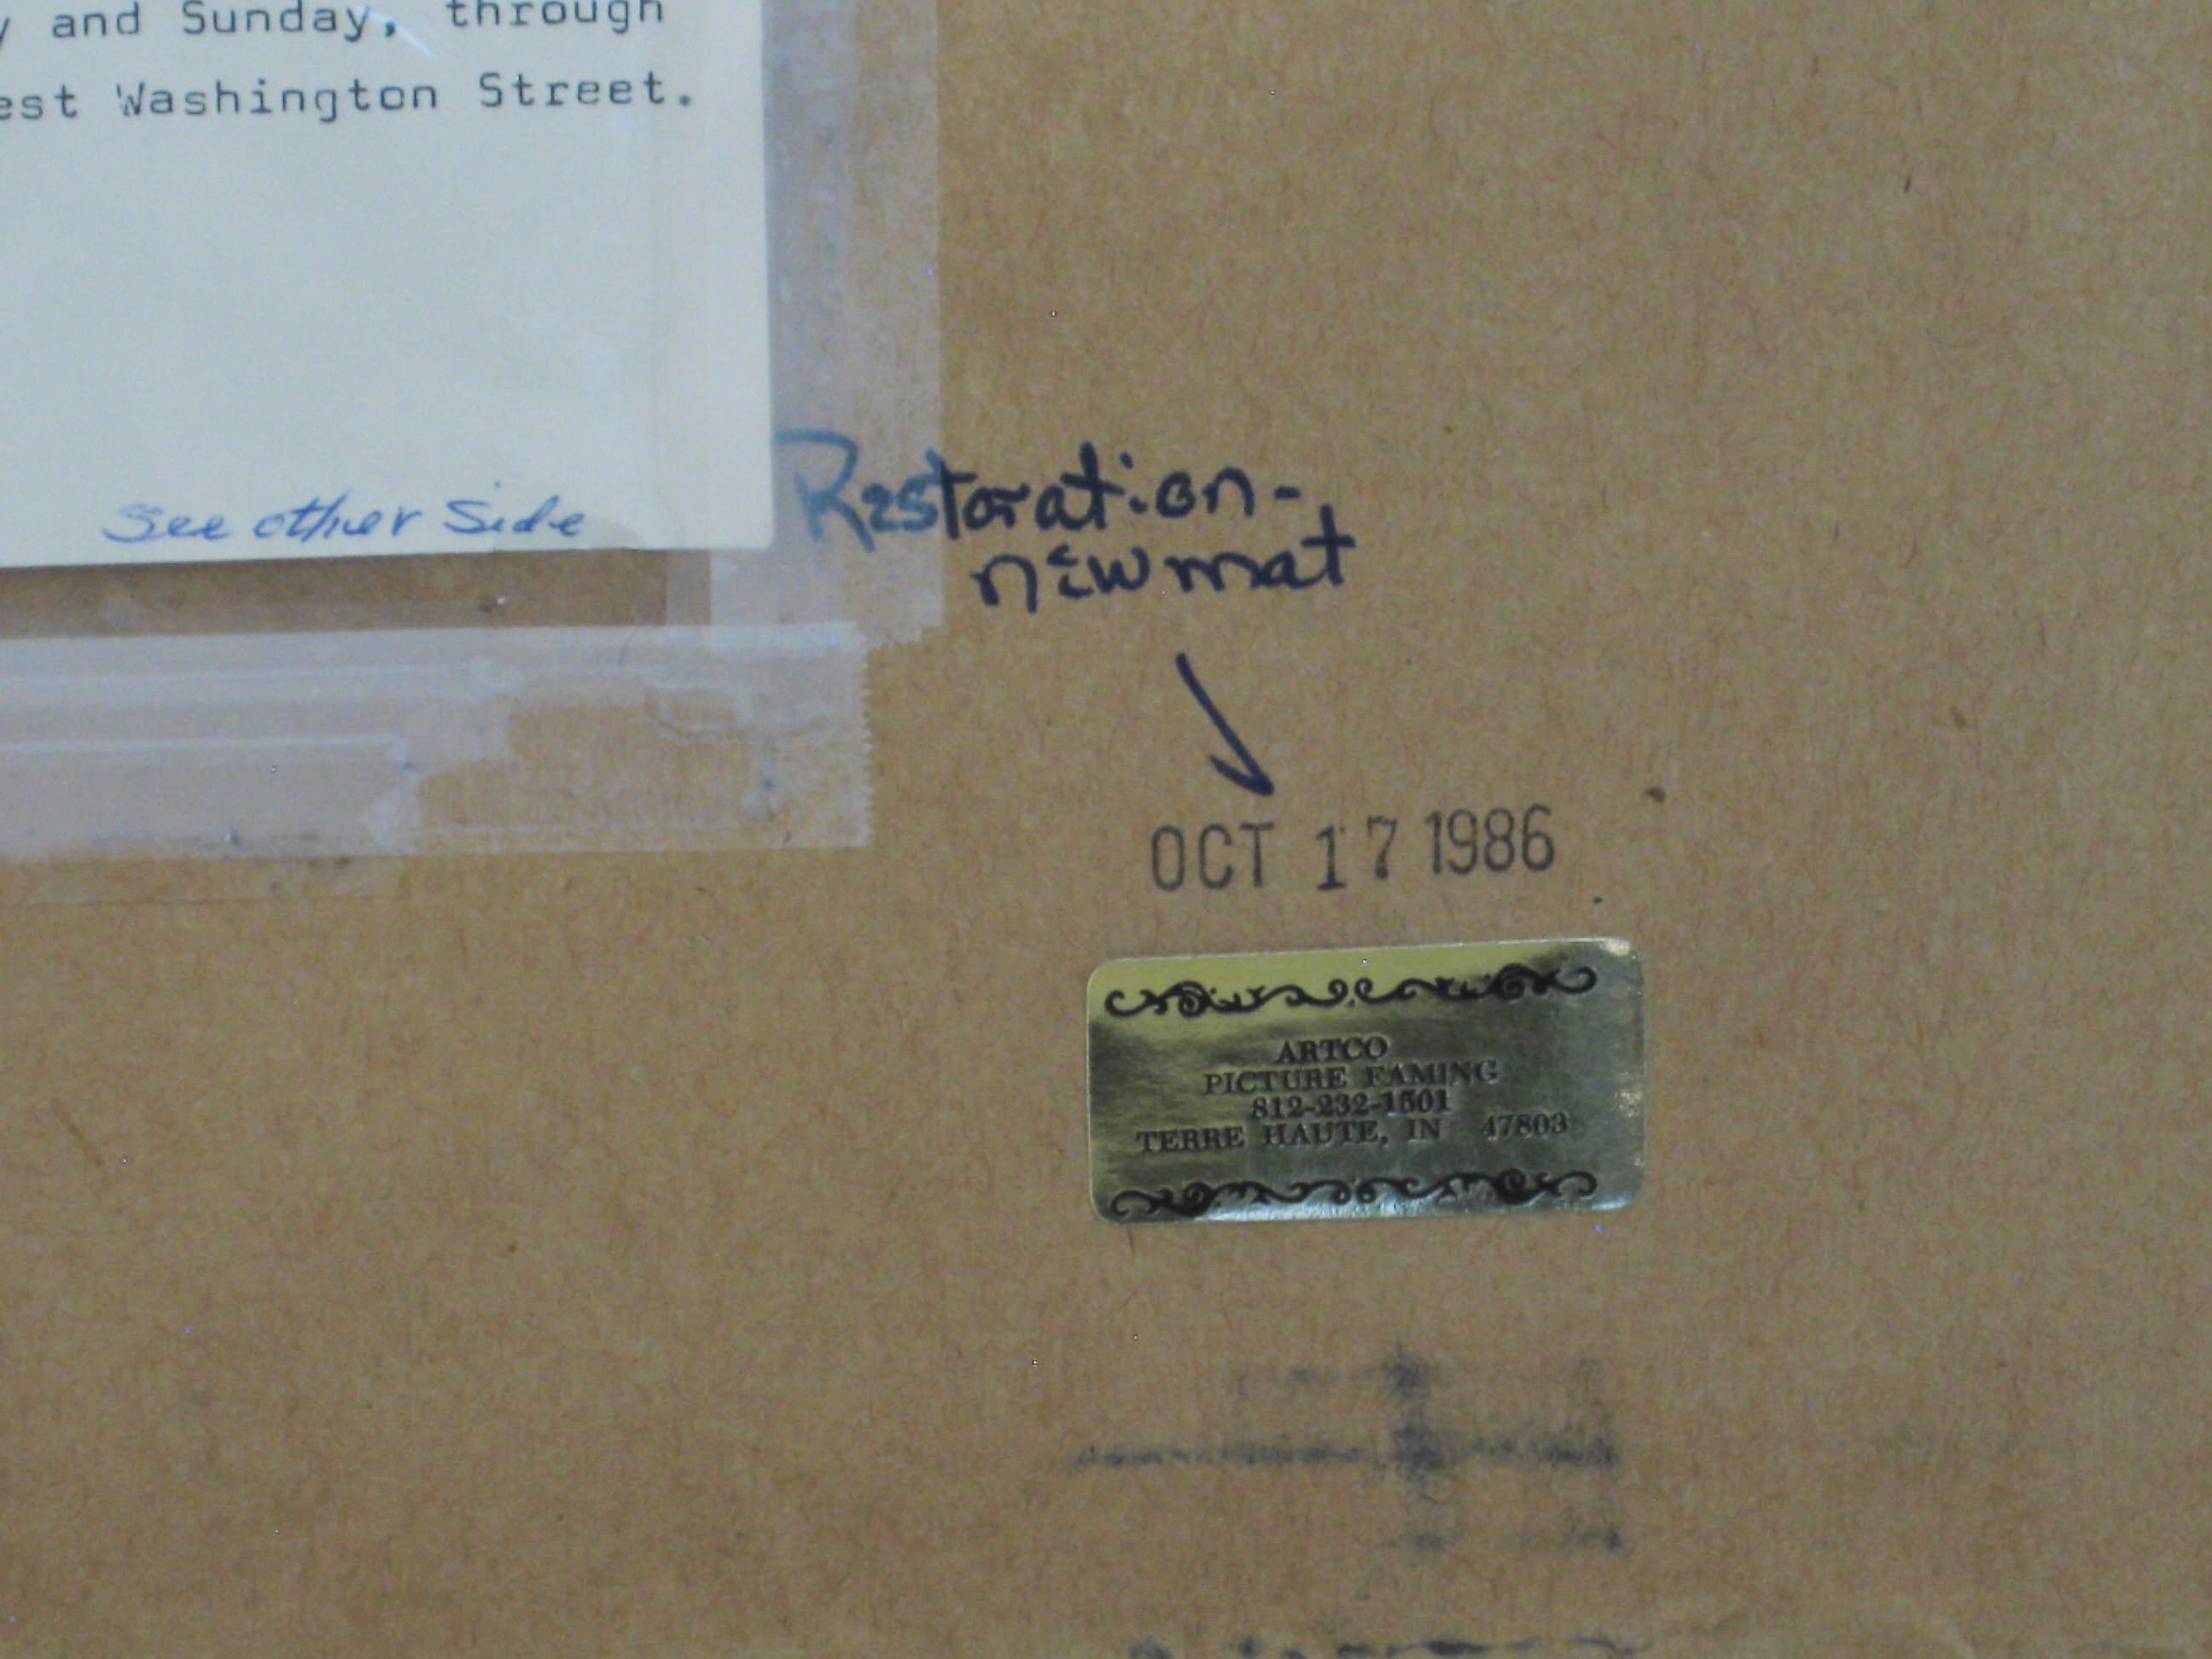 and Sunday, through
est Washington Street.
See other Side
Restoration-
new mat
OCT 17 1986
ARTCO
PICTURE FAMING
812-232-1501
TERRE HAUTE, IN 47803